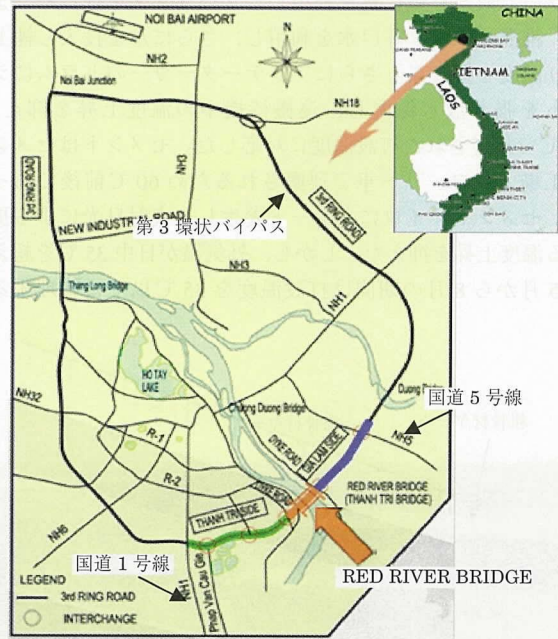 NOI BAI AIRPORT
N
NH2
Noi Bai Junction
NH18
NH3
3rd RING ROAD
3rd RING ROAD
NEW INDUSTRIAL ROAD
第3環状バイパス
NH3
NH1
Thang Long Bridge
HO TAY
LAKE
NH32
Chuong Duong Bridge
国道5号線
R-1
DYKE ROAD
GIA LAM SIDE
NH5
R-2
RED RIVER BRIDGE
(THANH TRI BRIDGE)
DYKE ROAD
THANH TRI SIDE
NH6
国道1号線
RED RIVER BRIDGE
LEGEND
3rd RING ROAD
INTERCHANGE
NH1
Phap Van Cau Gie
CHINA
VIETNAM
LAOS